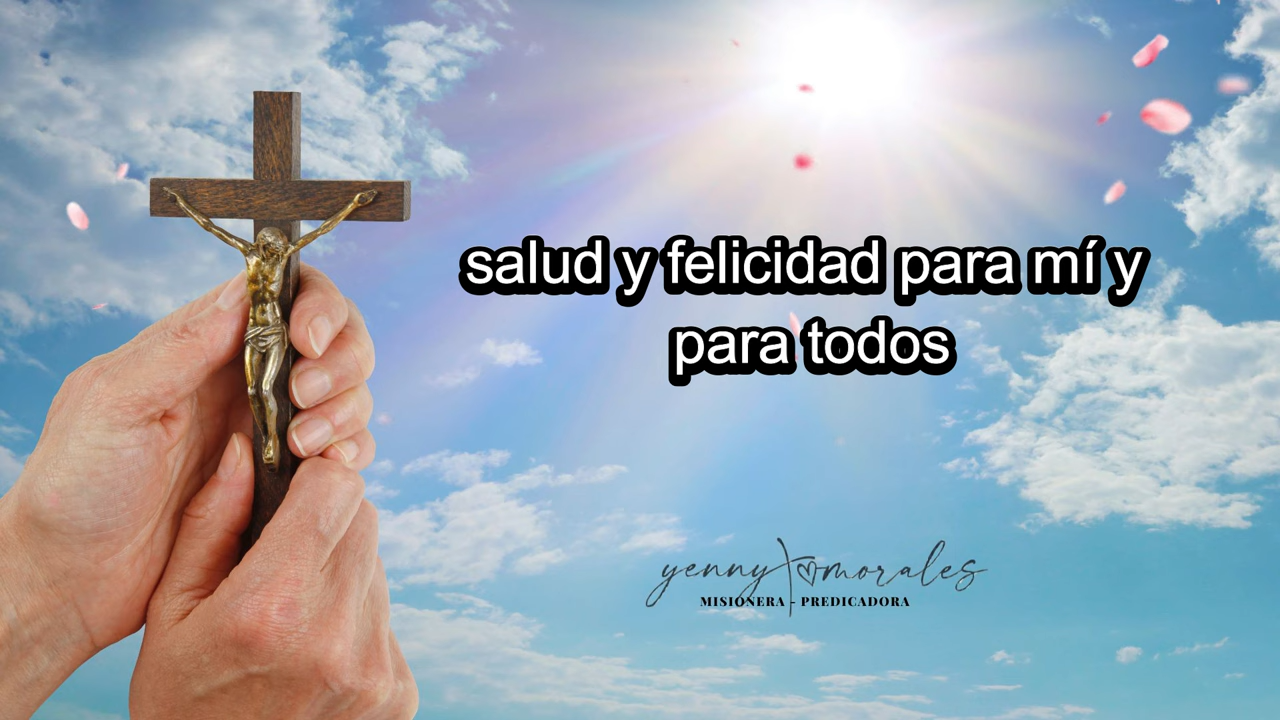 salud y felicidad para mí y
para todos
yenny morales
MISIONERA - PREDICADORA